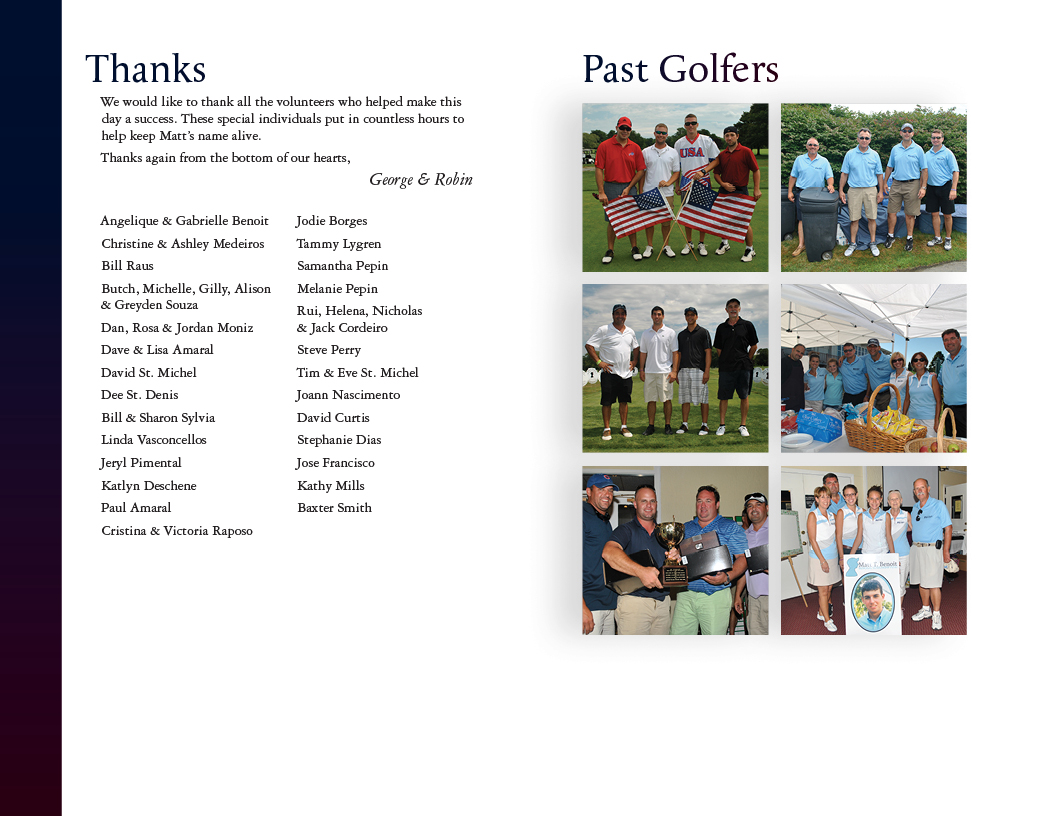 Thanks
We would like to thank all the volunteers who helped make this
day a success. These special individuals put in countless hours to
help keep Matt's name alive.
Thanks again from the bottom of our hearts,
George & Robin
Angelique & Gabrielle Benoit
Christine & Ashley Medeiros
Bill Raus
Butch, Michelle, Gilly, Alison
& Greyden Souza
Dan, Rosa & Jordan Moniz
Dave & Lisa Amaral
David St. Michel
Dee St. Denis
Bill & Sharon Sylvia
Linda Vasconcellos
Jeryl Pimental
Katlyn Deschene
Paul Amaral
Cristina & Victoria Raposo
Jodie Borges
Tammy Lygren
Samantha Pepin
Melanie Pepin
Rui, Helena, Nicholas
& Jack Cordeiro
Steve Perry
Tim & Eve St. Michel
Joann Nascimento
David Curtis
Stephanie Dias
Jose Francisco
Kathy Mills
Baxter Smith
Past Golfers
USA
Matt T. Benoit